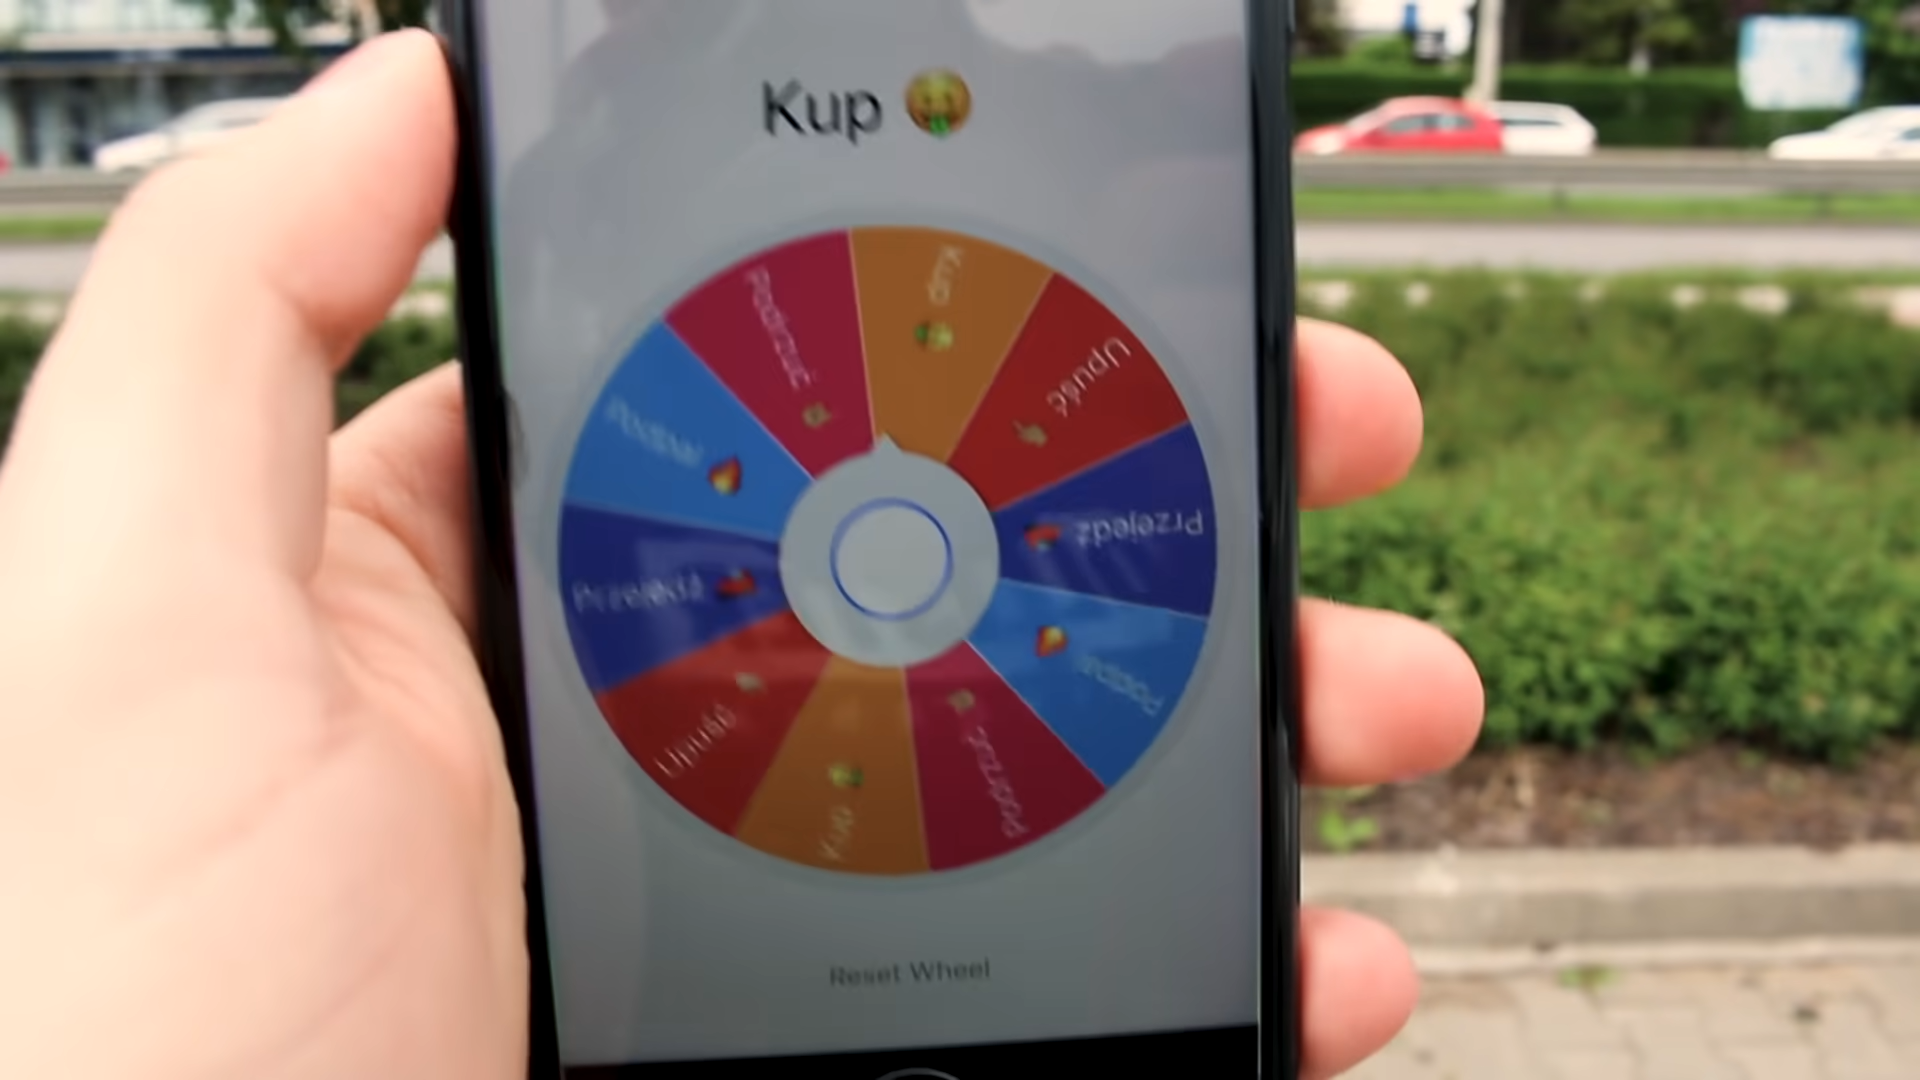 Kup 🤑
Podrzuć
Kup
Upuść
Podpal
Przejedź
Przejedź
Podpal
Upuść
Kup
Podrzuć
Reset Wheel